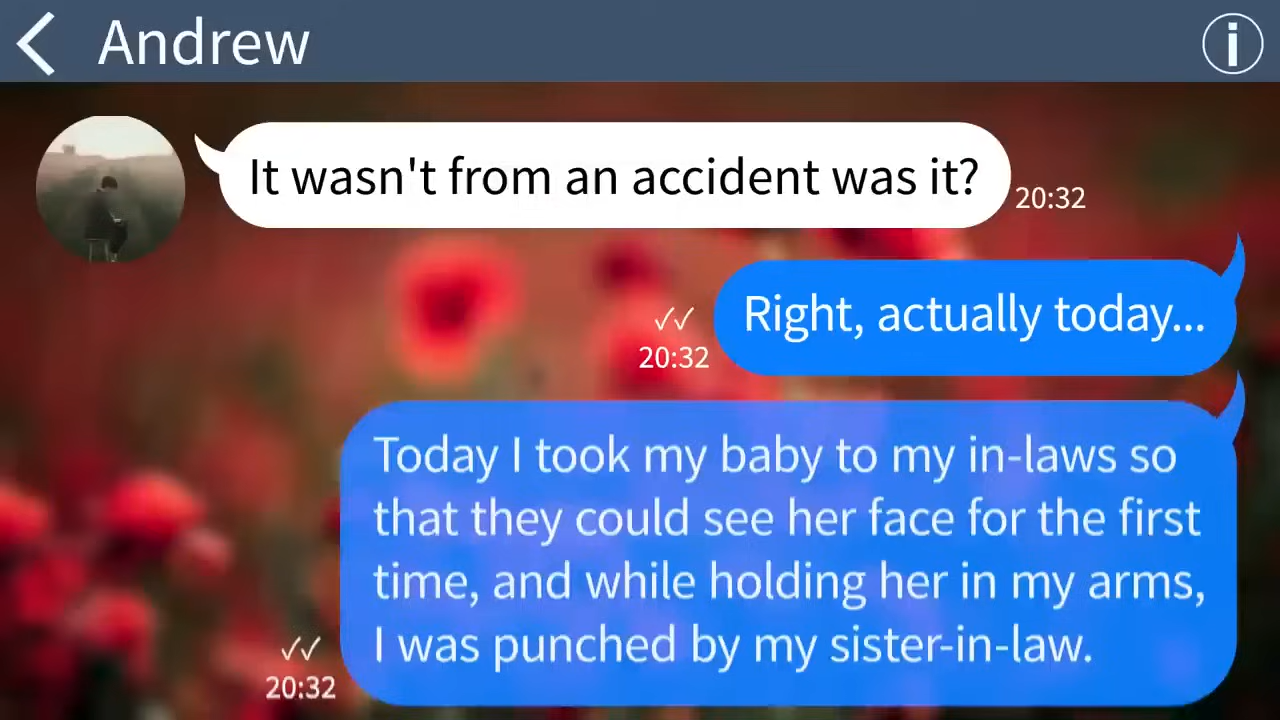 Andrew
It wasn't from an accident was it?
20:32
Right, actually today...
20:32
Today I took my baby to my in-laws so
that they could see her face for the first
time, and while holding her in my arms,
I was punched by my sister-in-law.
20:32